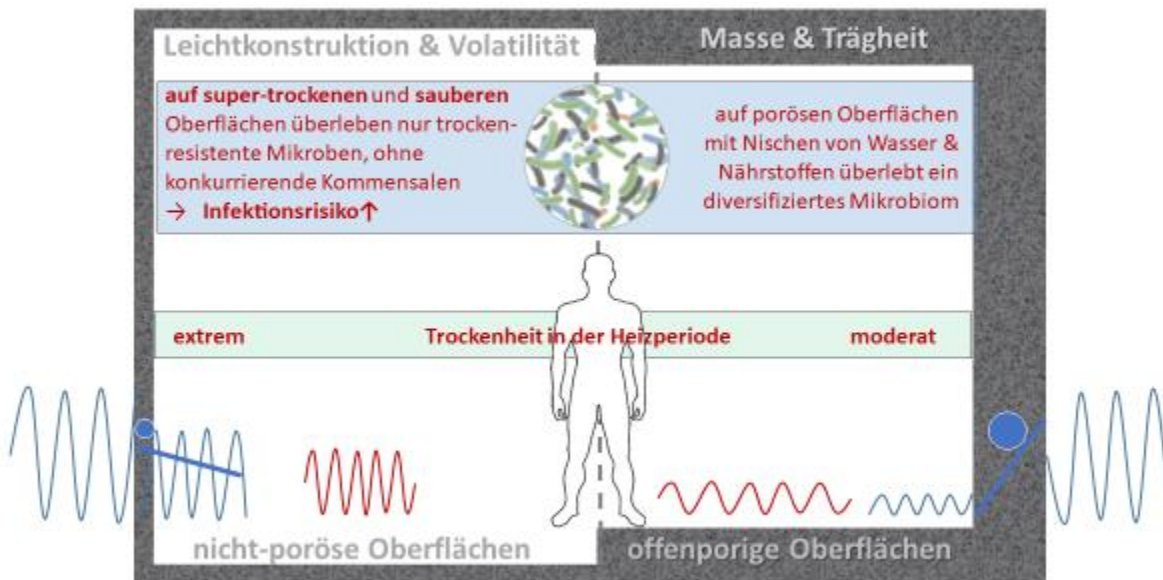 Leichtkonstruktion & Volatilität
Masse & Trägheit
auf super-trockenen und sauberen
Oberflächen überleben nur trocken-
resistente Mikroben, ohne
konkurrierende Kommensalen
→ Infektionsrisiko↑
auf porösen Oberflächen
mit Nischen von Wasser &
Nährstoffen überlebt ein
diversifiziertes Mikrobiom
extrem
Trockenheit in der Heizperiode
moderat
nicht-poröse Oberflächen
offenporige Oberflächen